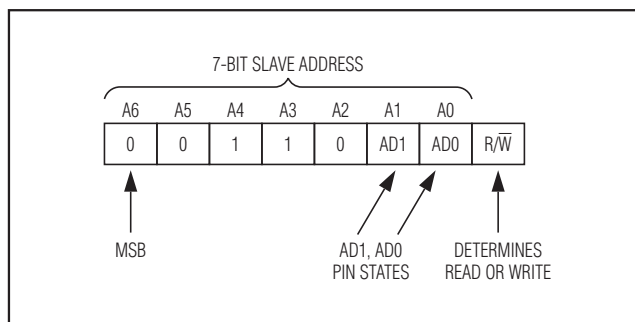 7-BIT SLAVE ADDRESS
A6 A5 A4 A3 A2 A1 A0
0 0 1 1 0 AD1 AD0 R/W̅
MSB
AD1, AD0
PIN STATES
DETERMINES
READ OR WRITE